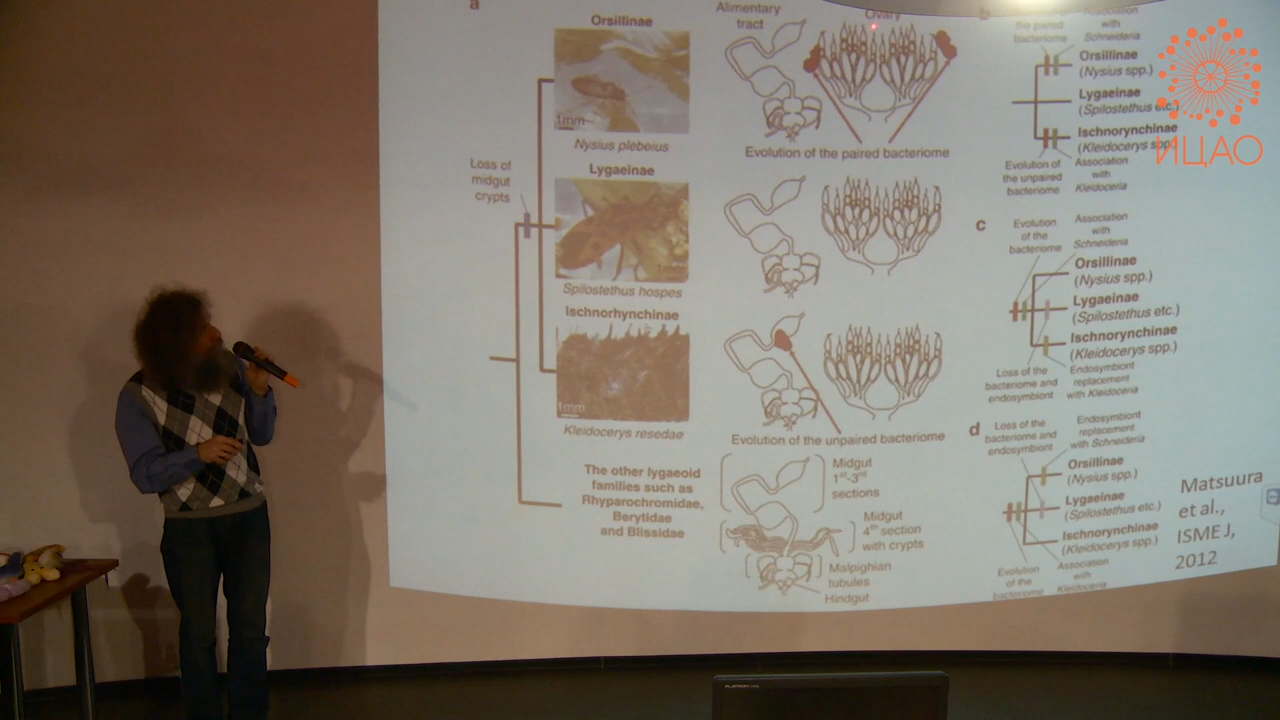 a
Orsillinae
1mm
Nysius plebeius
Loss of
midgut
crypts
Lygaeinae
1mm
Spilostethus hospes
Ischnorhynchinae
1mm
Kleidocerys resedae
The other lygaeoid
families such as
Rhyparochromidae,
Berytidae
and Blissidae
Alimentary
tract
Ovary
Evolution of the paired bacteriome
Evolution of the unpaired bacteriome
Midgut
1st-3rd
sections
Midgut
4th section
with crypts
Malpighian
tubules
Hindgut
b
the paired
bacteriome
Association
with
Schneideria
Orsillinae
(Nysius spp.)
Lygaeinae
(Spilostethus etc.)
Ischnorynchinae
(Kleidocerys spp.)
Evolution of
the unpaired
bacteriome
Association
with
Kleidoceria
c
Evolution
of the
bacteriome
Association
with
Schneideria
Orsillinae
(Nysius spp.)
Lygaeinae
(Spilostethus etc.)
Ischnorynchinae
(Kleidocerys spp.)
Loss of the
bacteriome and
endosymbiont
Endosymbiont
replacement
with Kleidoceria
d
Loss of the
bacteriome and
endosymbiont
Endosymbiont
replacement
with Schneideria
Orsillinae
(Nysius spp.)
Lygaeinae
(Spilostethus etc.)
Ischnorynchinae
(Kleidocerys spp.)
Evolution
of the
bacteriome
Association
with
Kleidoceria
Matsuura
et al.,
ISME J,
2012
ИЦАО